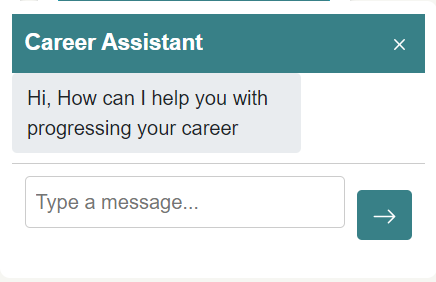 Career Assistant
×
Hi, How can I help you with
progressing your career
Type a message...